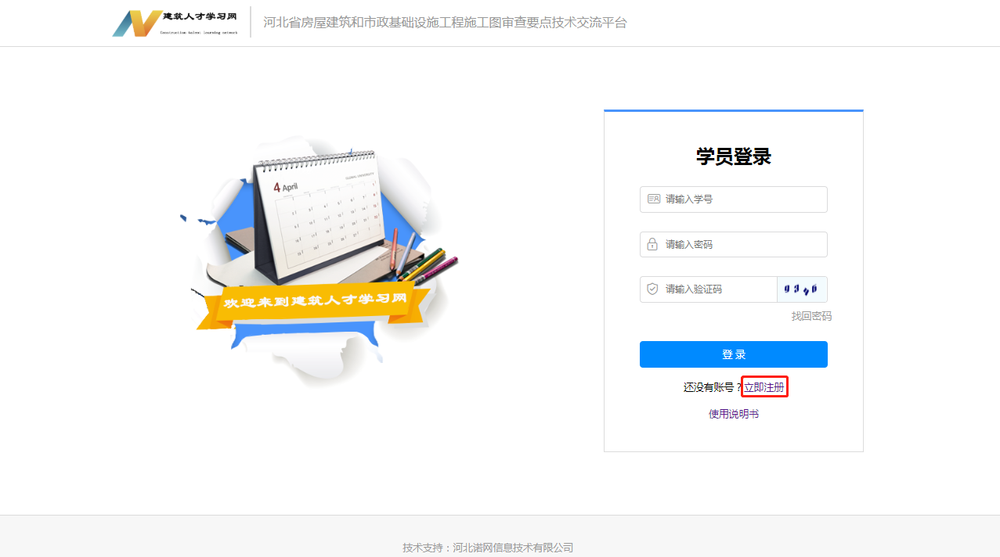 建筑人才学习网
Construction talent learning network
河北省房屋建筑和市政基础设施工程施工图审查要点技术交流平台
4 April
欢迎来到建筑人才学习网
学员登录
请输入学号
请输入密码
请输入验证码
找回密码
登 录
还没有账号？立即注册
使用说明书
技术支持：河北诺网信息技术有限公司